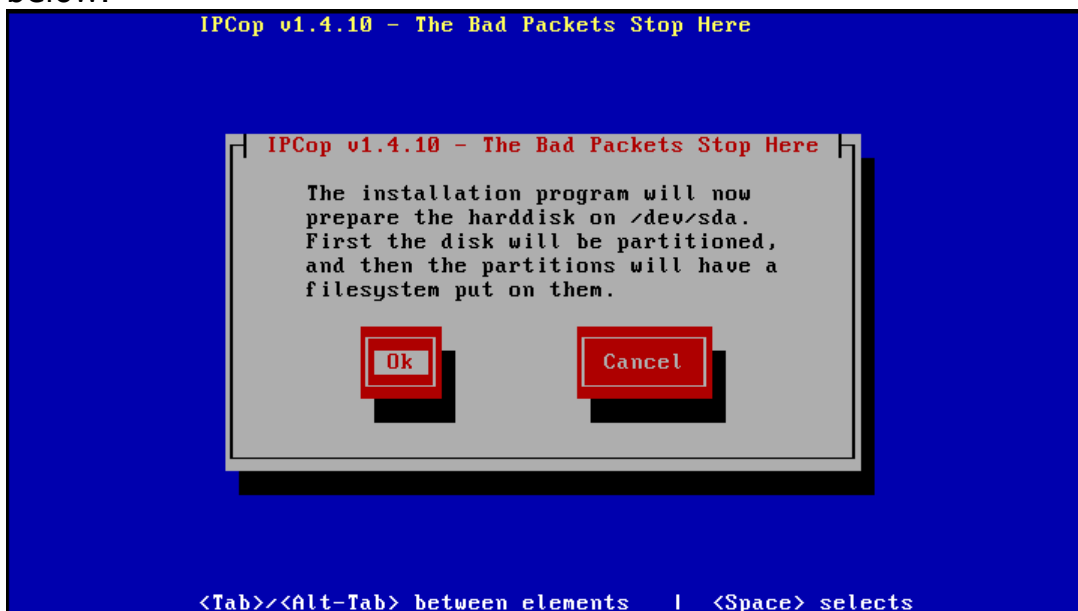 below.
IPCop v1.4.10 - The Bad Packets Stop Here
IPCop v1.4.10 - The Bad Packets Stop Here
The installation program will now
prepare the harddisk on /dev/sda.
First the disk will be partitioned,
and then the partitions will have a
filesystem put on them.
Ok Cancel
<Tab>/<Alt-Tab> between elements | <Space> selects